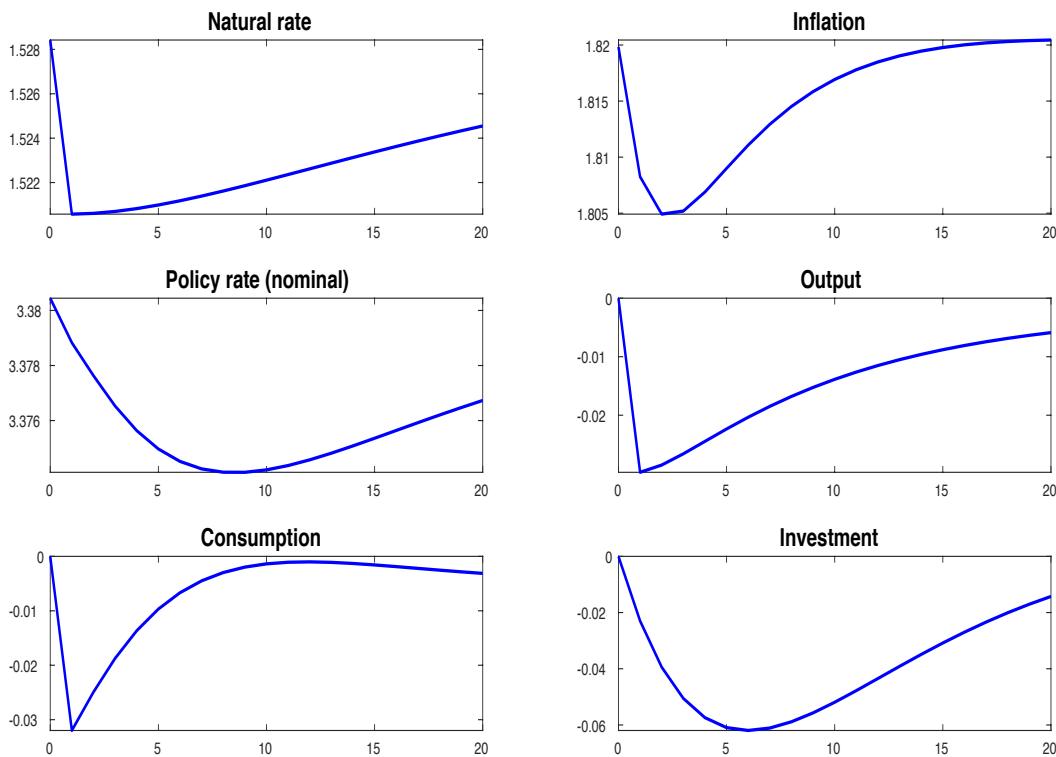 Natural rate
1.528
1.526
1.524
1.522
0 5 10 15 20
Inflation
1.82
1.815
1.81
1.805
0 5 10 15 20
Policy rate (nominal)
3.38
3.378
3.376
0 5 10 15 20
Output
0
-0.01
-0.02
0 5 10 15 20
Consumption
0
-0.01
-0.02
-0.03
0 5 10 15 20
Investment
0
-0.02
-0.04
-0.06
0 5 10 15 20